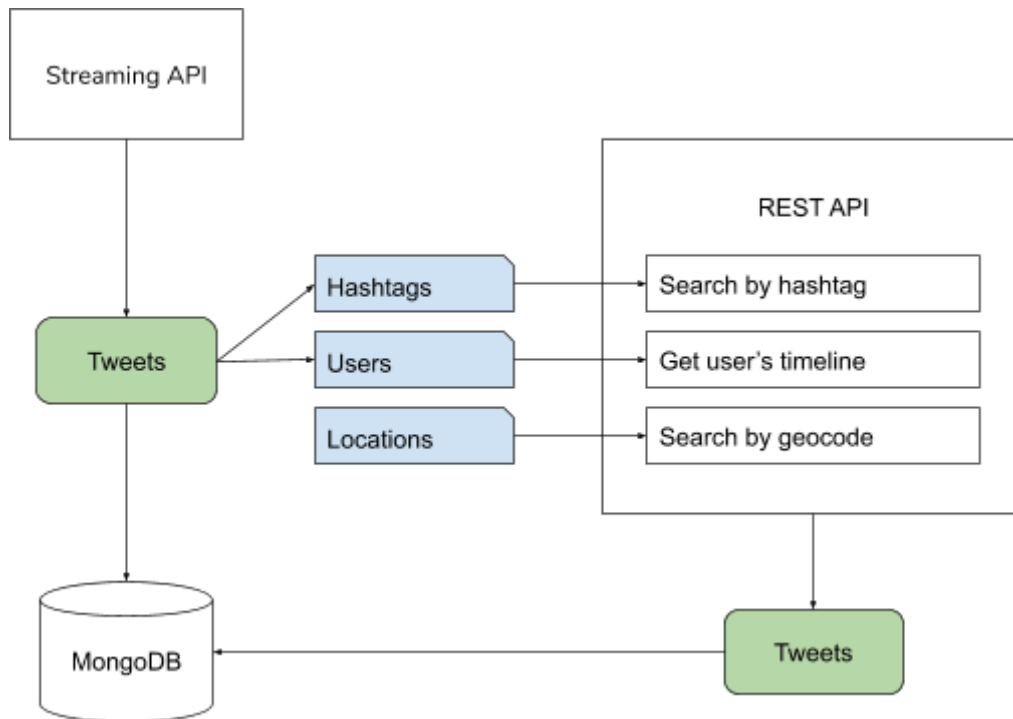 Streaming API
REST API
Hashtags
Search by hashtag
Tweets
Users
Get user’s timeline
Locations
Search by geocode
MongoDB
Tweets